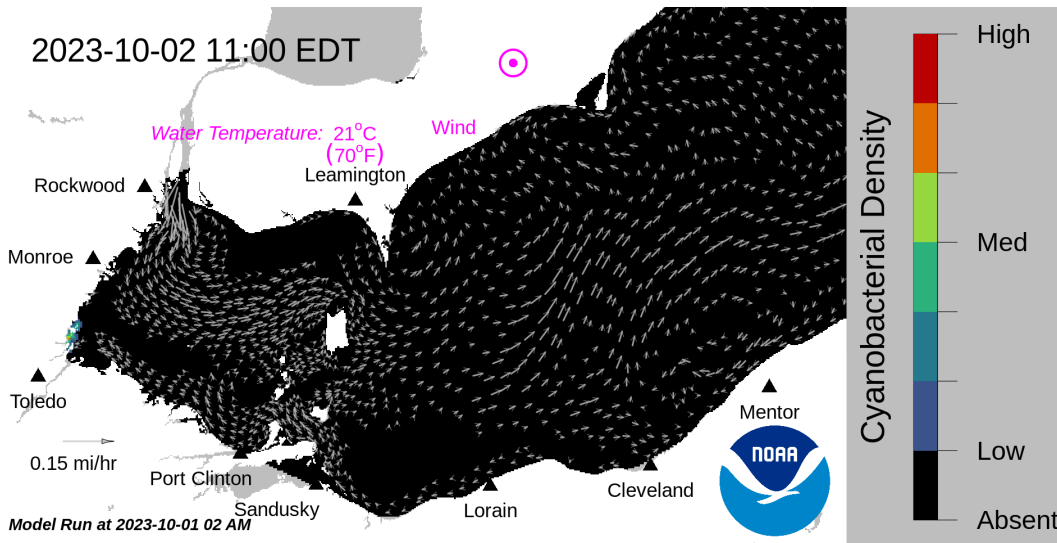 2023-10-02 11:00 EDT
High
Wind
Water Temperature: 21°C
(70°F)
Leamington
Rockwood
Monroe
Med
Cyanobacterial Density
Toledo
Mentor
0.15 mi/hr
NOAA
Low
Port Clinton
Cleveland
Sandusky
Lorain
Absent
Model Run at 2023-10-01 02 AM